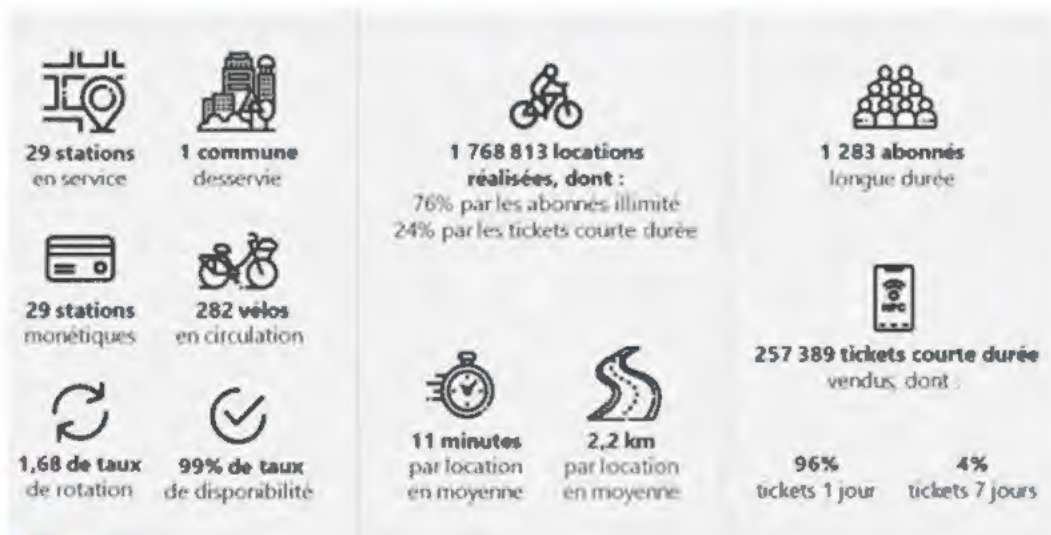 29 stations
en service
1 commune
desservie
29 stations
monétiques
282 vélos
en circulation
1,68 de taux
de rotation
99% de taux
de disponibilité
1 768 813 locations
réalisées, dont :
76% par les abonnés illimité
24% par les tickets courte durée
11 minutes
par location
en moyenne
2,2 km
par location
en moyenne
1 283 abonnés
longue durée
NFC
257 389 tickets courte durée
vendus, dont :
96%
tickets 1 jour
4%
tickets 7 jours